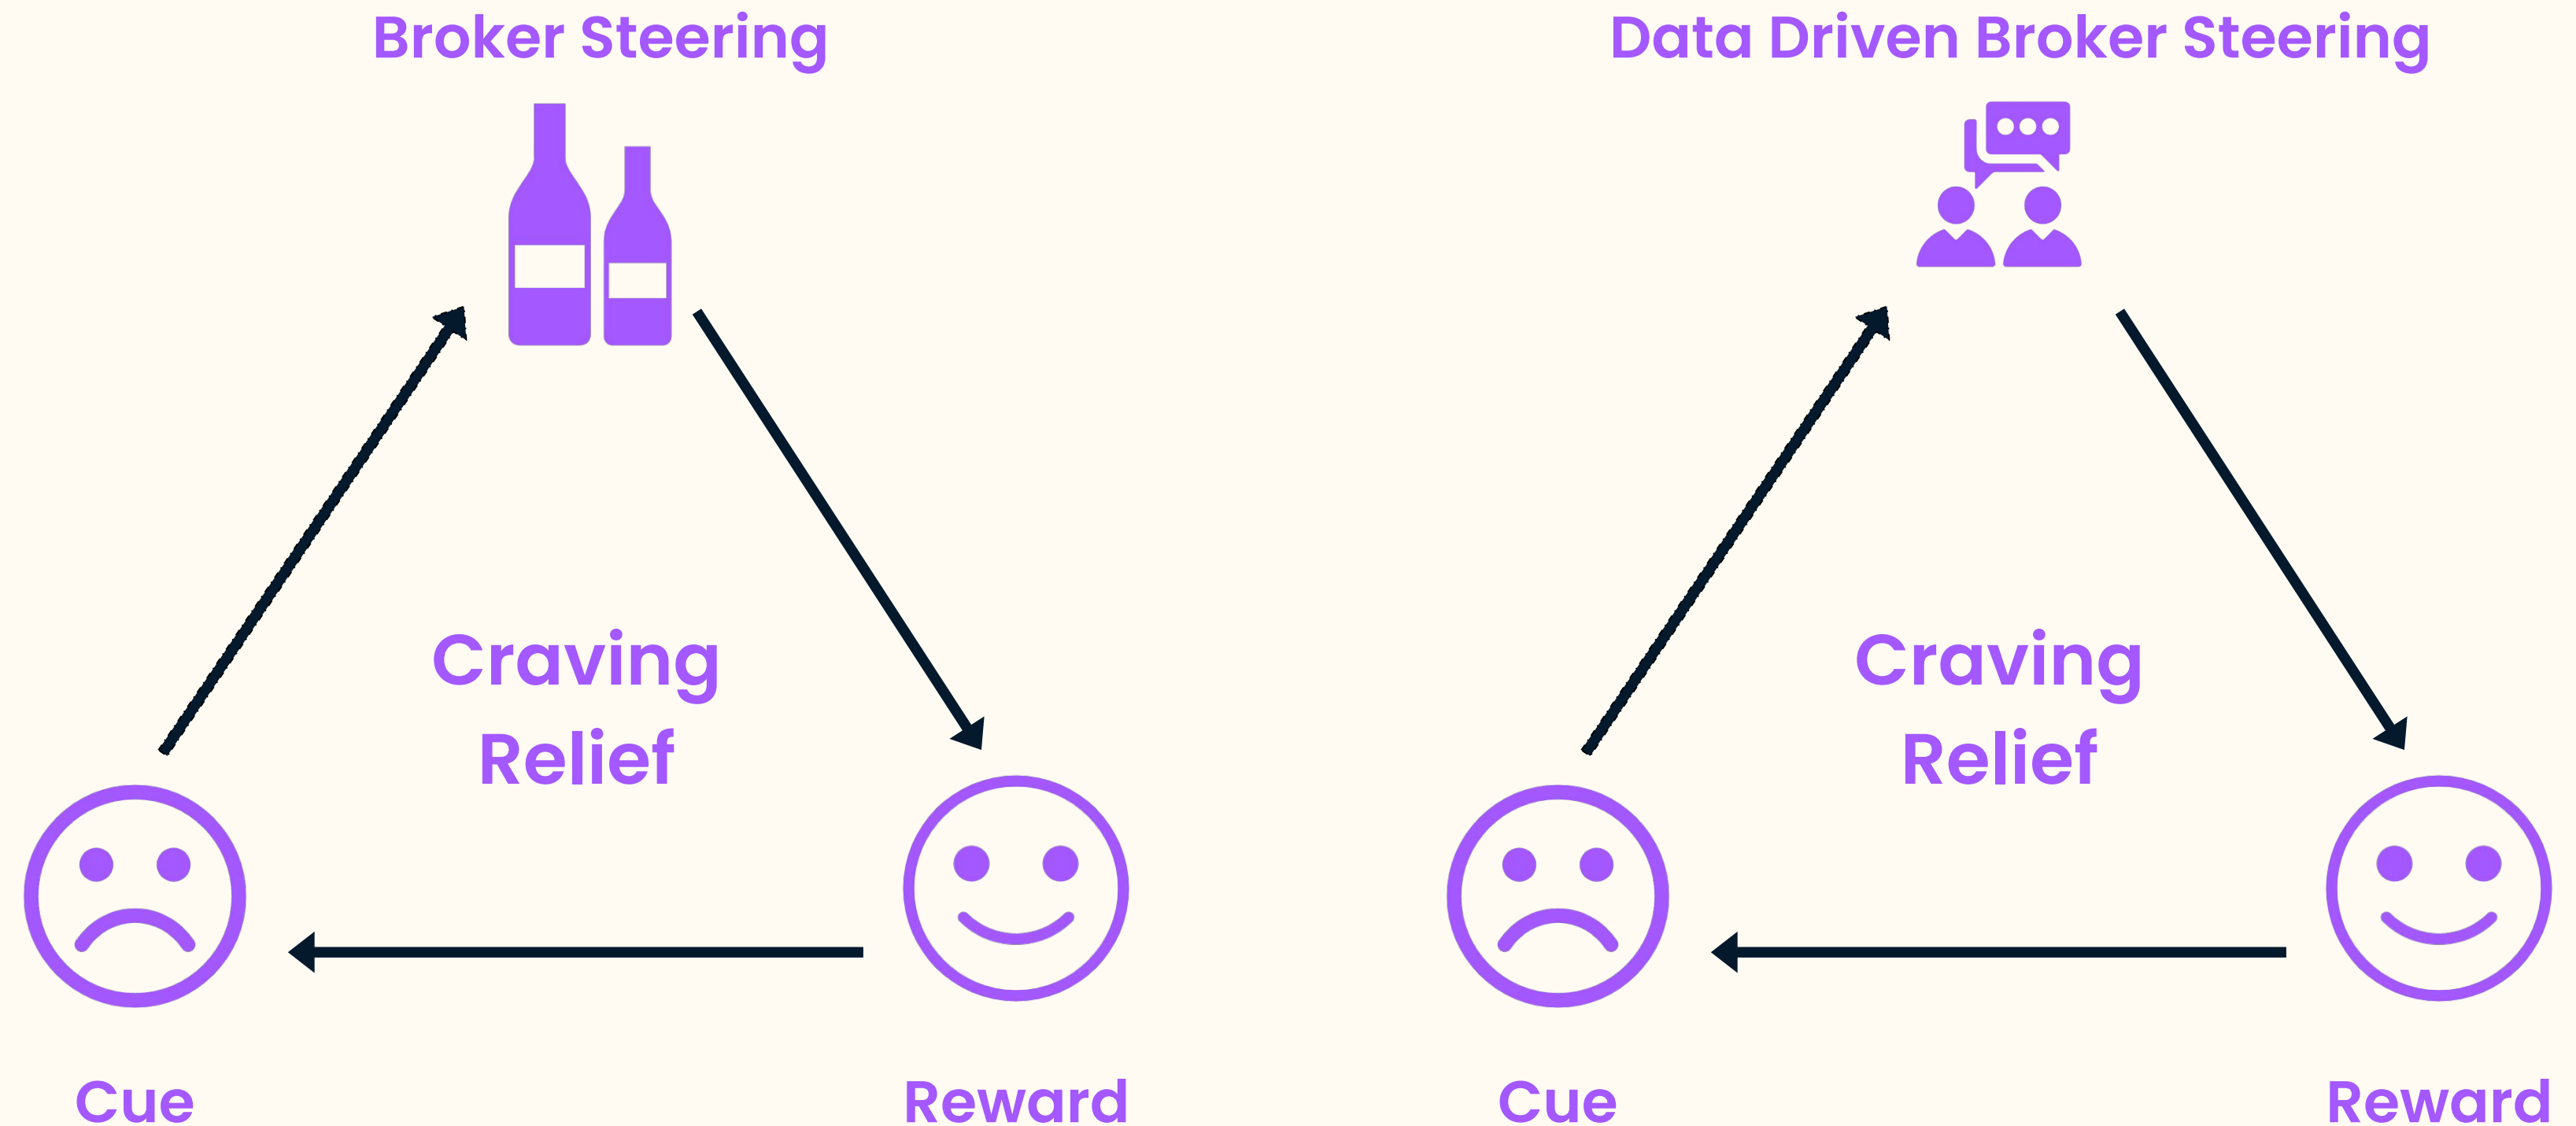 Broker Steering
Craving
Relief
Cue
Reward
Data Driven Broker Steering
Craving
Relief
Cue
Reward